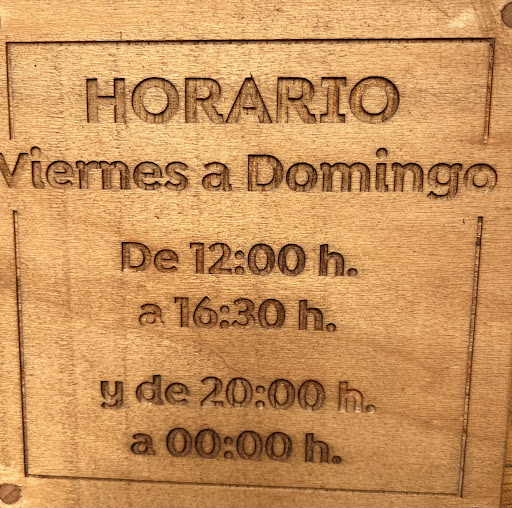 HORARIO
Viernes a Domingo
De 12:00 h.
a 16:30 h.
y de 20:00 h.
a 00:00 h.